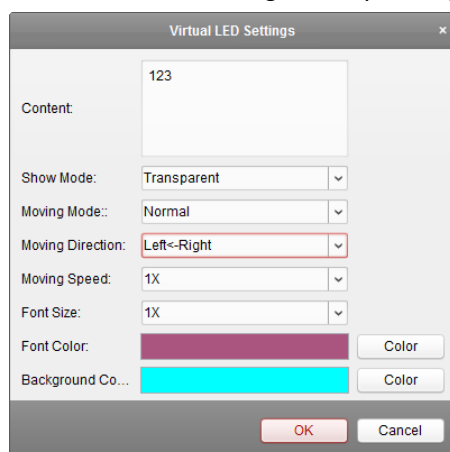 Virtual LED Settings ×
Content: 123
Show Mode: Transparent
Moving Mode:: Normal
Moving Direction: Left<-Right
Moving Speed: 1X
Font Size: 1X
Font Color: Color
Background Co... Color
OK Cancel